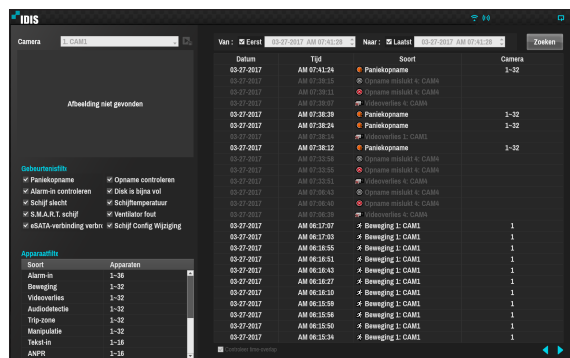 IDIS
Camera 1. CAM1
Van : Eerst 03-27-2017 AM 07:41:26 Naar : Laatst 03-27-2017 AM 07:41:26 Zoeken
Afbeelding niet gevonden
Gebeurtenisfilte
Paniekopname Opname controleren
Alarm-in controleren Disk is bijna vol
Schijf slecht Schijftemperatuur
S.M.A.R.T. schijf Ventilator fout
eSATA-verbinding verbr Schijf Config Wijziging
Apparaatfilte
Soort Apparaten
Alarm-in 1~36
Beweging 1~32
Videoverlies 1~32
Audiodetectie 1~32
Trip-zone 1~32
Manipulatie 1~32
Tekst-in 1~16
ANPR 1~16
Datum Tijd Soort Camera
03-27-2017 AM 07:41:24 Paniekopname 1~32
03-27-2017 AM 07:39:15 Opname mislukt 4: CAM4
03-27-2017 AM 07:39:11 Opname mislukt 4: CAM4
03-27-2017 AM 07:39:07 Videoverlies 4: CAM4
03-27-2017 AM 07:38:39 Paniekopname 1~32
03-27-2017 AM 07:38:24 Paniekopname 1~32
03-27-2017 Videoverlies 1: CAM1
03-27-2017 AM 07:38:12 Paniekopname 1~32
03-27-2017 AM 07:33:58 Opname mislukt 4: CAM4
03-27-2017 AM 07:33:55 Opname mislukt 4: CAM4
03-27-2017 AM 07:33:51 Videoverlies 4: CAM4
03-27-2017 AM 07:08:43 Opname mislukt 4: CAM4
03-27-2017 AM 07:08:40 Opname mislukt 4: CAM4
03-27-2017 AM 07:08:39 Videoverlies 4: CAM4
03-27-2017 AM 06:17:07 Beweging 1: CAM1 1
03-27-2017 AM 06:17:03 Beweging 1: CAM1 1
03-27-2017 AM 06:16:55 Beweging 1: CAM1 1
03-27-2017 AM 06:16:51 Beweging 1: CAM1 1
03-27-2017 AM 06:16:43 Beweging 1: CAM1 1
03-27-2017 AM 06:16:27 Beweging 1: CAM1 1
03-27-2017 AM 06:16:10 Beweging 1: CAM1 1
03-27-2017 AM 06:15:59 Beweging 1: CAM1 1
03-27-2017 AM 06:15:56 Beweging 1: CAM1 1
03-27-2017 AM 06:15:50 Beweging 1: CAM1 1
03-27-2017 AM 06:15:34 Beweging 1: CAM1 1
Controleer time overlap